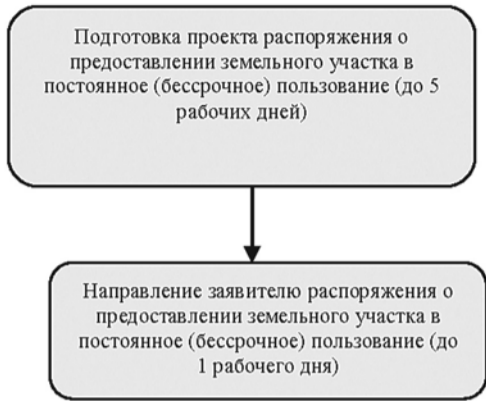 Подготовка проекта распоряжения о
предоставлении земельного участка в
постоянное (бессрочное) пользование (до 5
рабочих дней)
Направление заявителю распоряжения о
предоставлении земельного участка в
постоянное (бессрочное) пользование (до
1 рабочего дня)